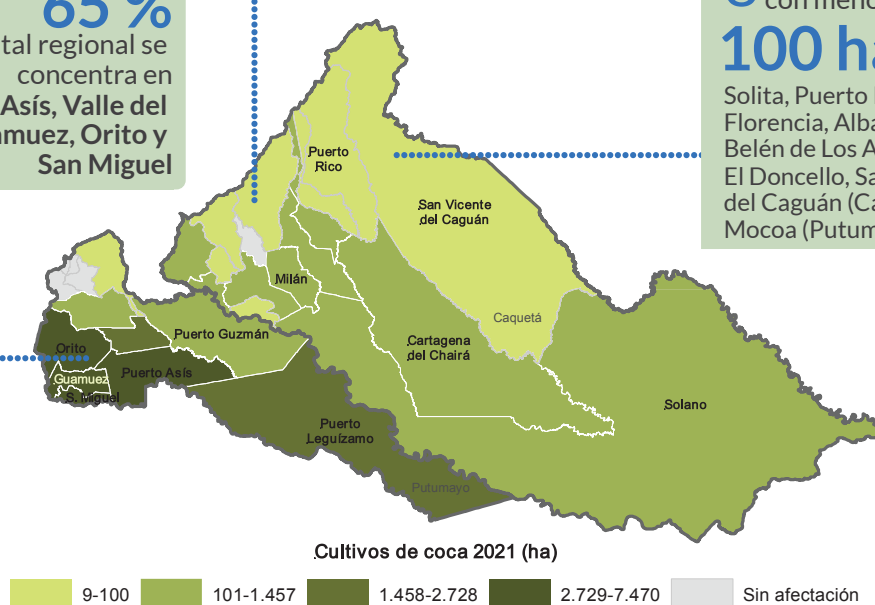 65 %
tal regional se
concentra en
Asís, Valle del
amuez, Orito y
San Miguel
con meno
100 ha
Solita, Puerto
Florencia, Alba
Belén de Los A
El Doncello, Sa
del Caguán (Ca
Mocoa (Putum
Puerto
Rico
San Vicente
del Caguán
Milán
Caquetá
Puerto Guzmán
Cartagena
del Chairá
Orito
Puerto Asís
Guamuez
S. Miguel
Solano
Puerto
Leguízamo
Putumayo
Cultivos de coca 2021 (ha)
9-100 101-1.457 1.458-2.728 2.729-7.470 Sin afectación